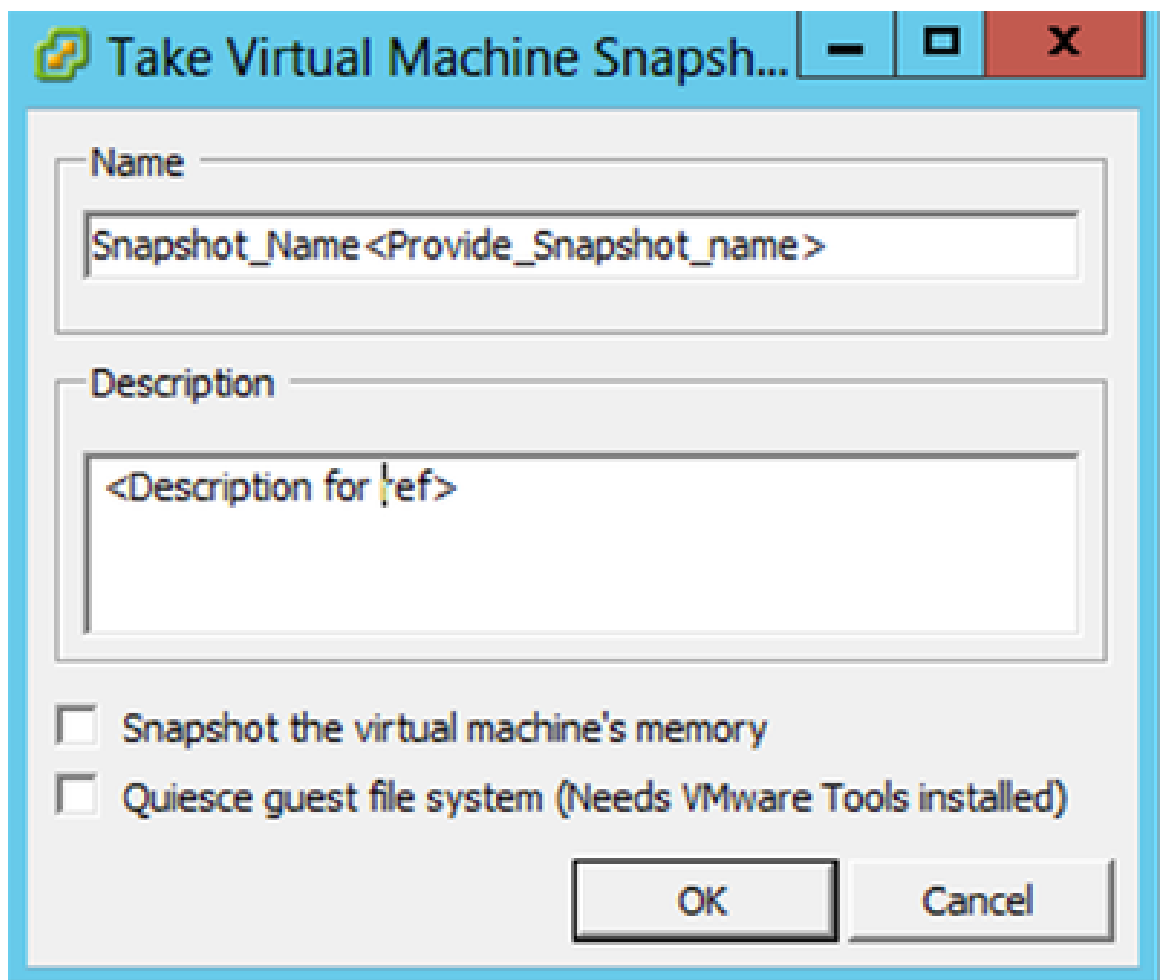 Take Virtual Machine Snapsh...
Name
Snapshot_Name<Provide_Snapshot_name>
Description
<Description for ref>
Snapshot the virtual machine's memory
Quiesce guest file system (Needs VMware Tools installed)
OK
Cancel